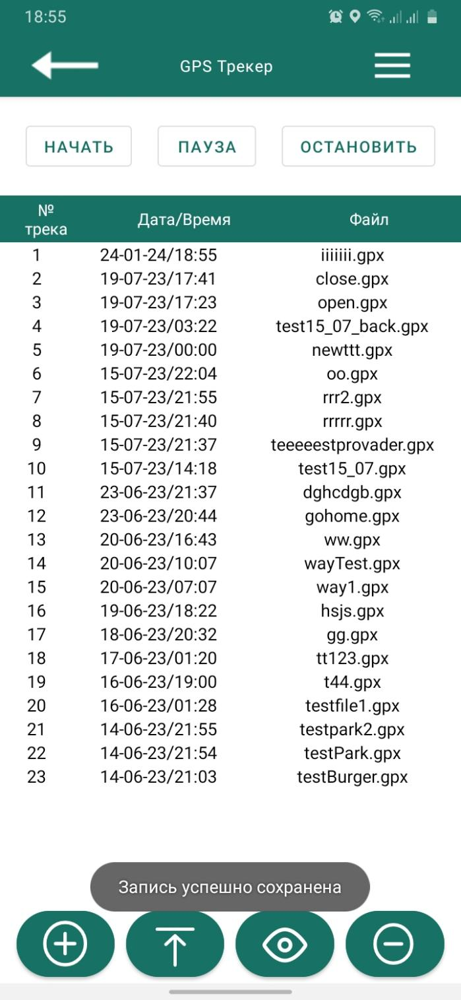 18:55
GPS Трекер
НАЧАТЬ ПАУЗА ОСТАНОВИТЬ
№ трека Дата/Время Файл
1 24-01-24/18:55 iiiiiii.gpx
2 19-07-23/17:41 close.gpx
3 19-07-23/17:23 open.gpx
4 19-07-23/03:22 test15_07_back.gpx
5 19-07-23/00:00 newttt.gpx
6 15-07-23/22:04 oo.gpx
7 15-07-23/21:55 rrr2.gpx
8 15-07-23/21:40 rrrrr.gpx
9 15-07-23/21:37 teeeeestprovader.gpx
10 15-07-23/14:18 test15_07.gpx
11 23-06-23/21:37 dghcdgb.gpx
12 23-06-23/20:44 gohome.gpx
13 20-06-23/16:43 ww.gpx
14 20-06-23/10:07 wayTest.gpx
15 20-06-23/07:07 way1.gpx
16 19-06-23/18:22 hsjs.gpx
17 18-06-23/20:32 gg.gpx
18 17-06-23/01:20 tt123.gpx
19 16-06-23/19:00 t44.gpx
20 16-06-23/01:28 testfile1.gpx
21 14-06-23/21:55 testpark2.gpx
22 14-06-23/21:54 testPark.gpx
23 14-06-23/21:03 testBurger.gpx
Запись успешно сохранена